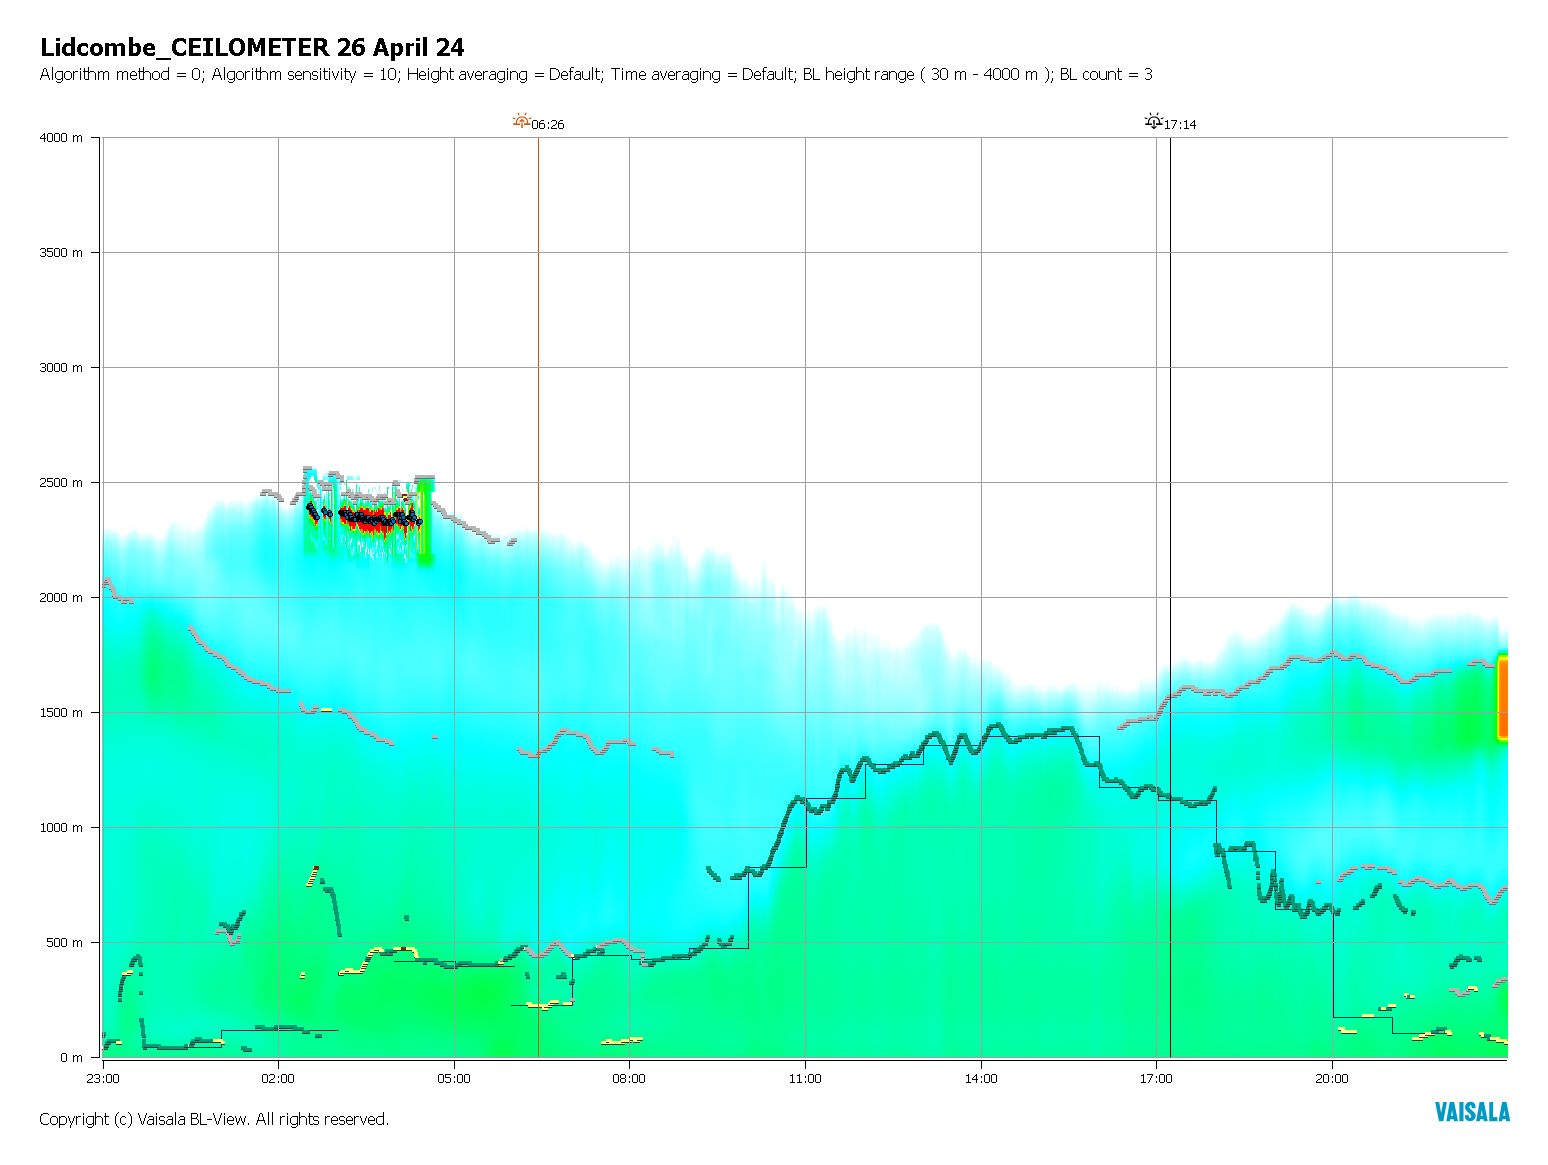 Lidcombe_CEILOMETER 26 April 24
Algorithm method = 0; Algorithm sensitivity = 10; Height averaging = Default; Time averaging = Default; BL height range ( 30 m - 4000 m ); BL count = 3
06:26
17:14
4000 m
3500 m
3000 m
2500 m
2000 m
1500 m
1000 m
500 m
0 m
23:00 02:00 05:00 08:00 11:00 14:00 17:00 20:00
Copyright (c) Vaisala BL-View. All rights reserved.
VAISALA